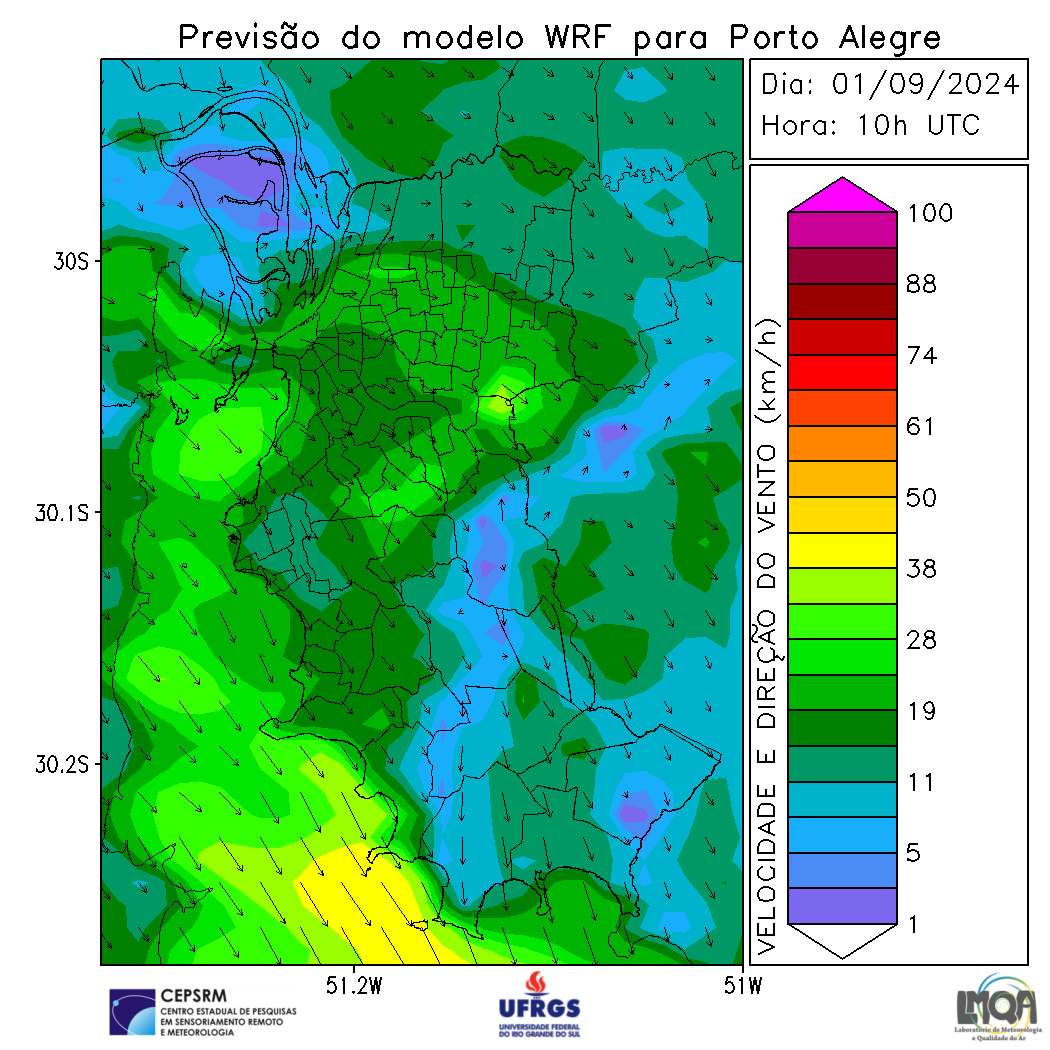 Previsão do modelo WRF para Porto Alegre
Dia: 01/09/2024
Hora: 10h UTC
30S
30.1S
30.2S
51.2W
51W
VELOCIDADE E DIREÇÃO DO VENTO (km/h)
100
88
74
61
50
38
28
19
11
5
1
CEPSRM
CENTRO ESTADUAL DE PESQUISAS
EM SENSORIAMENTO REMOTO
E METEOROLOGIA
UFRGS
UNIVERSIDADE FEDERAL
DO RIO GRANDE DO SUL
LMQA
Laboratório de Meteorologia
e Qualidade do Ar